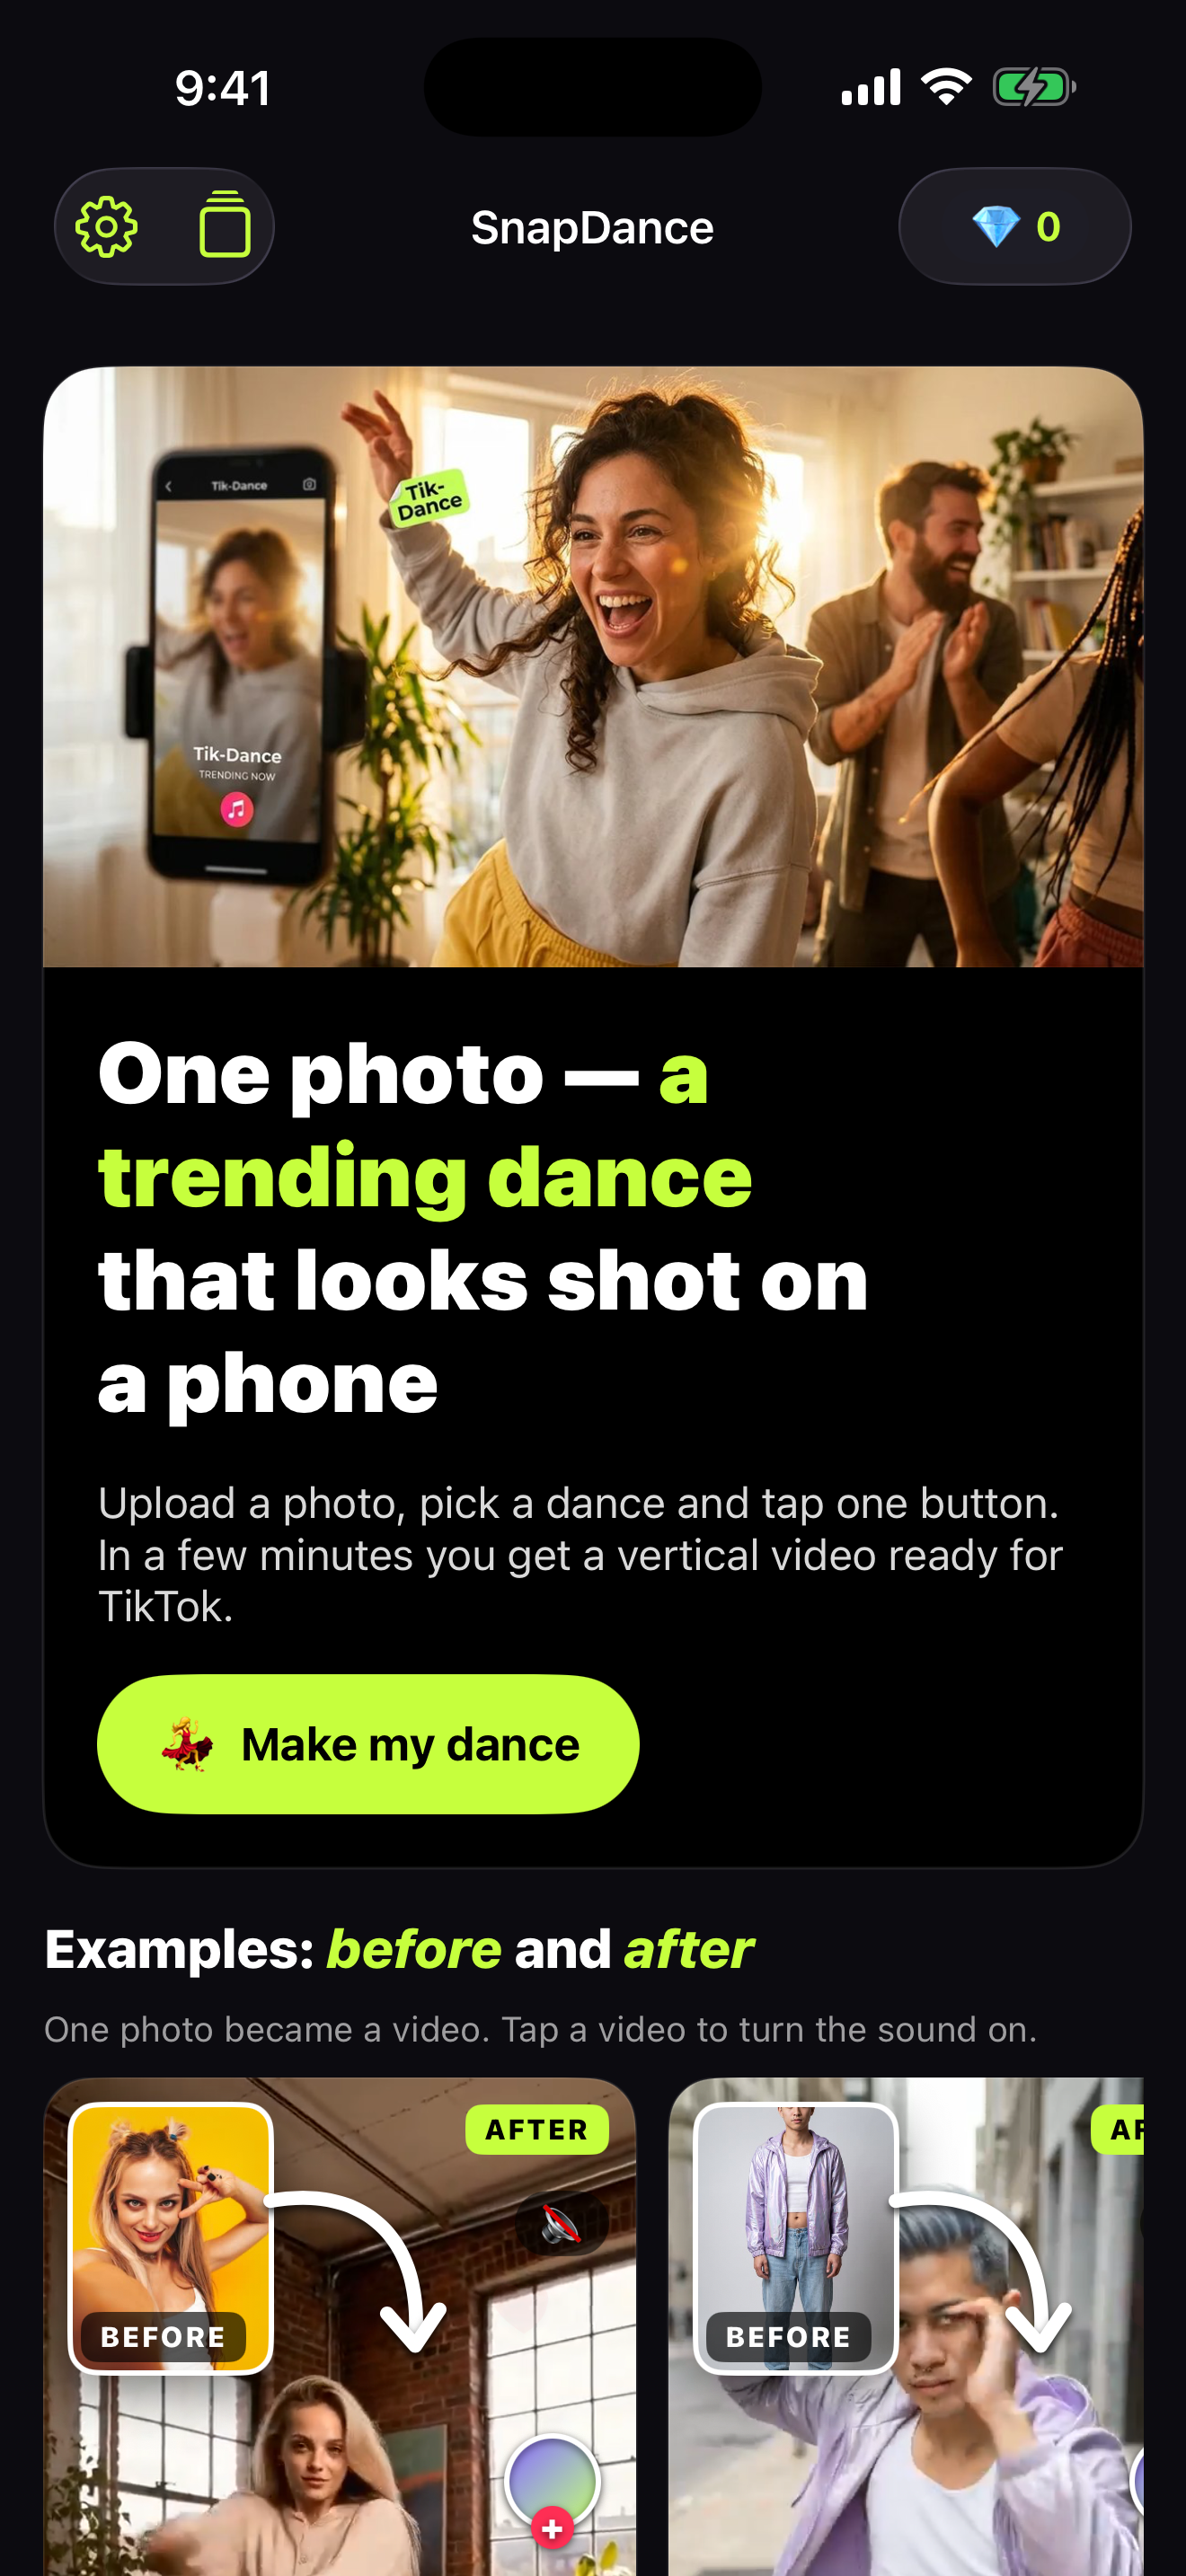 9:41
SnapDance
0
Tik-Dance
Tik-
Dance
Tik-Dance
TRENDING NOW
One photo — a
trending dance
that looks shot on
a phone
Upload a photo, pick a dance and tap one button.
In a few minutes you get a vertical video ready for
TikTok.
Make my dance
Examples: before and after
One photo became a video. Tap a video to turn the sound on.
AFTER
BEFORE
AF
BEFORE